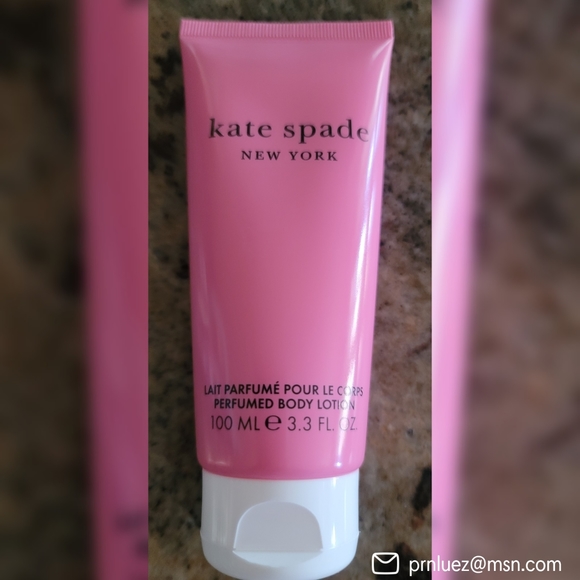 kate spade
NEW YORK
LAIT PARFUMÉ POUR LE CORPS
PERFUMED BODY LOTION
100 ML ℮ 3.3 FL. OZ.
prnluez@msn.com